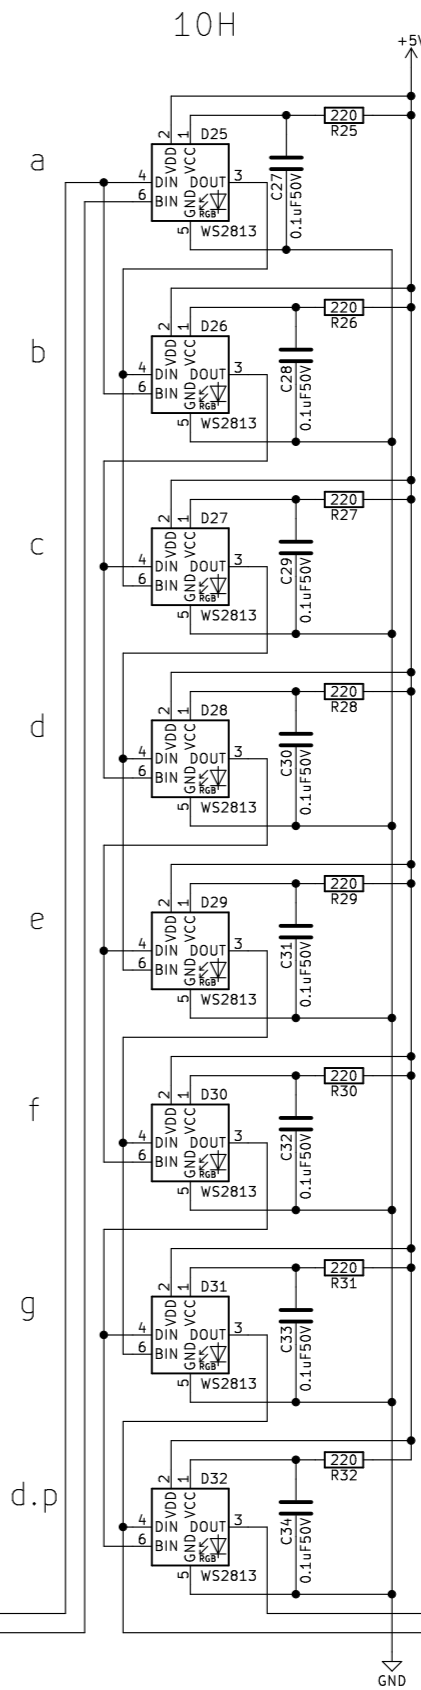 10H
+5V
a
2 1 D25
VDD VCC
4 DIN DOUT 3
6 BIN GND RGB
5 WS2813
220
R25
C27
0.1uF50V
b
2 1 D26
VDD VCC
4 DIN DOUT 3
6 BIN GND RGB
5 WS2813
220
R26
C28
0.1uF50V
c
2 1 D27
VDD VCC
4 DIN DOUT 3
6 BIN GND RGB
5 WS2813
220
R27
C29
0.1uF50V
d
2 1 D28
VDD VCC
4 DIN DOUT 3
6 BIN GND RGB
5 WS2813
220
R28
C30
0.1uF50V
e
2 1 D29
VDD VCC
4 DIN DOUT 3
6 BIN GND RGB
5 WS2813
220
R29
C31
0.1uF50V
f
2 1 D30
VDD VCC
4 DIN DOUT 3
6 BIN GND RGB
5 WS2813
220
R30
C32
0.1uF50V
g
2 1 D31
VDD VCC
4 DIN DOUT 3
6 BIN GND RGB
5 WS2813
220
R31
C33
0.1uF50V
d.p
2 1 D32
VDD VCC
4 DIN DOUT 3
6 BIN GND RGB
5 WS2813
220
R32
C34
0.1uF50V
GND